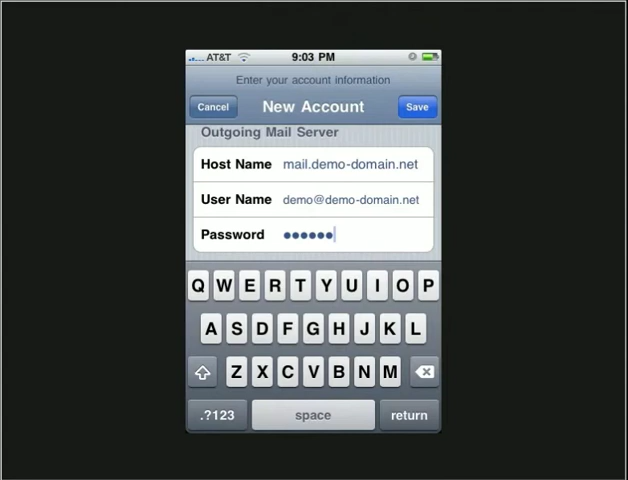 AT&T 9:03 PM
Enter your account information
Cancel New Account Save
Outgoing Mail Server
Host Name mail.demo-domain.net
User Name demo@demo-domain.net
Password ••••••
Q W E R T Y U I O P
A S D F G H J K L
Z X C V B N M
.?123 space return